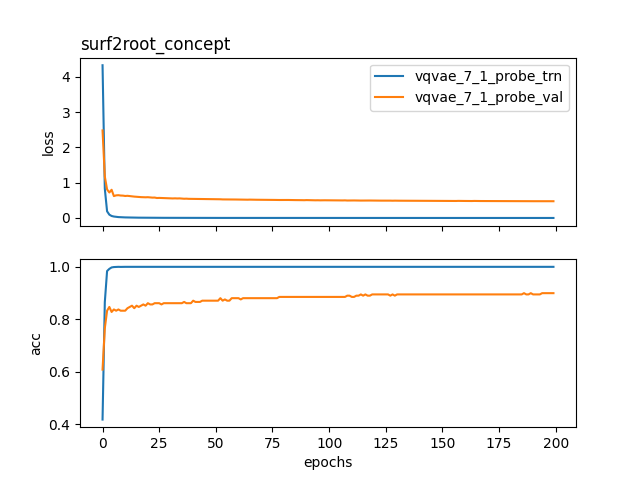 surf2root_concept
4
3
2
1
0
loss
vqvae_7_1_probe_trn
vqvae_7_1_probe_val
1.0
0.8
0.6
0.4
acc
0 25 50 75 100 125 150 175 200
epochs